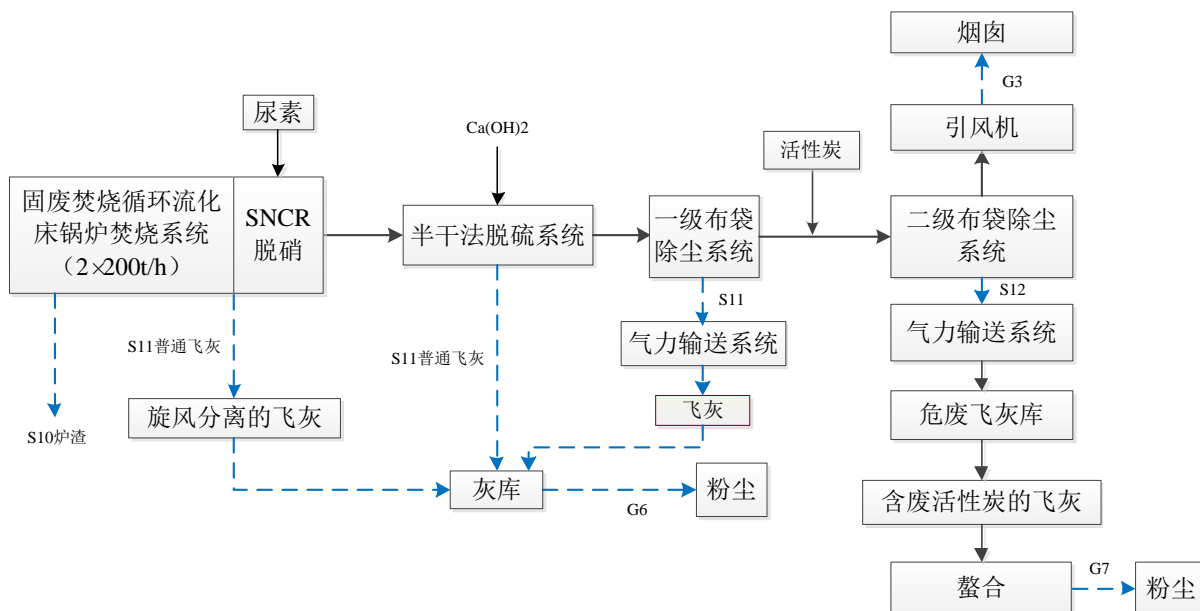 烟囱
G3
尿素
Ca(OH)2
活性炭
引风机
固废焚烧循环流化
床锅炉焚烧系统
（2×200t/h）
SNCR
脱硝
半干法脱硫系统
一级布袋
除尘系统
二级布袋除尘
系统
S11
S12
S11普通飞灰
S11普通飞灰
气力输送系统
气力输送系统
旋风分离的飞灰
飞灰
危废飞灰库
S10炉渣
灰库
G6
粉尘
含废活性炭的飞灰
螯合
G7
粉尘